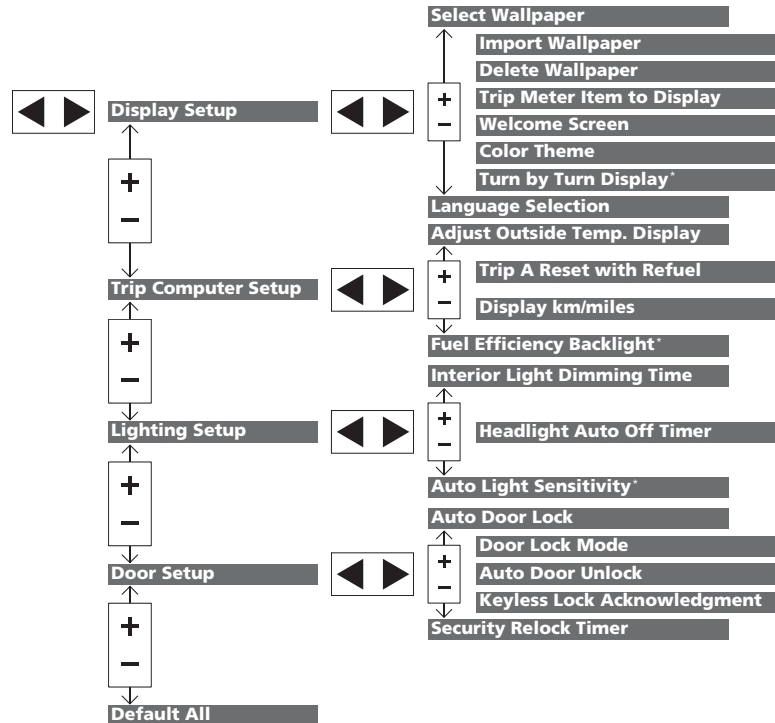 Select Wallpaper
Import Wallpaper
Delete Wallpaper
Display Setup
+
−
Trip Meter Item to Display
Welcome Screen
Color Theme
Turn by Turn Display*
Language Selection
+
−
Adjust Outside Temp. Display
Trip Computer Setup
+
−
Trip A Reset with Refuel
Display km/miles
Fuel Efficiency Backlight*
+
−
Interior Light Dimming Time
Lighting Setup
+
−
Headlight Auto Off Timer
Auto Light Sensitivity*
+
−
Auto Door Lock
Door Lock Mode
Door Setup
+
−
Auto Door Unlock
Keyless Lock Acknowledgment
Security Relock Timer
+
−
Default All